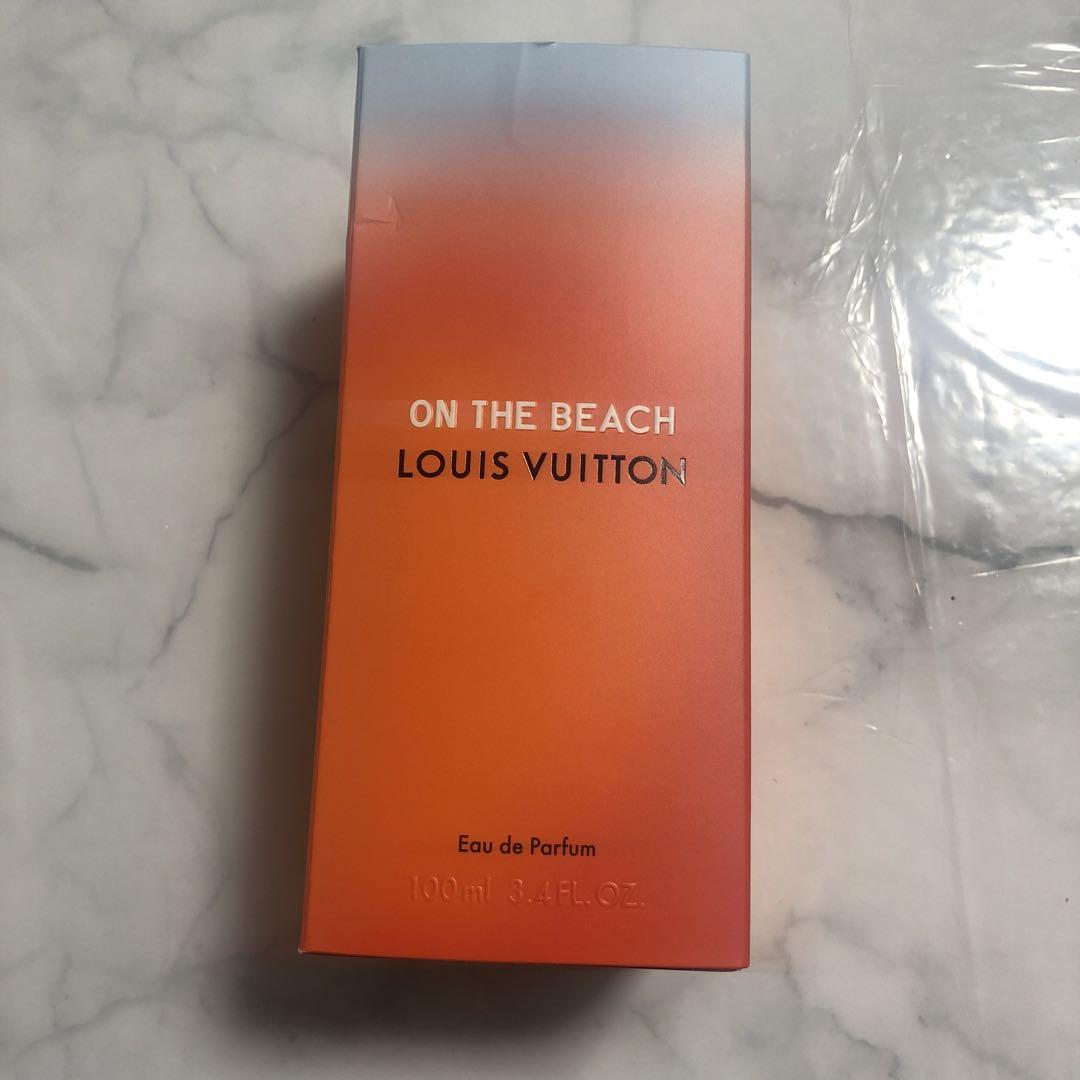 ON THE BEACH
LOUIS VUITTON
Eau de Parfum
100 ml 3.4 FL. OZ.